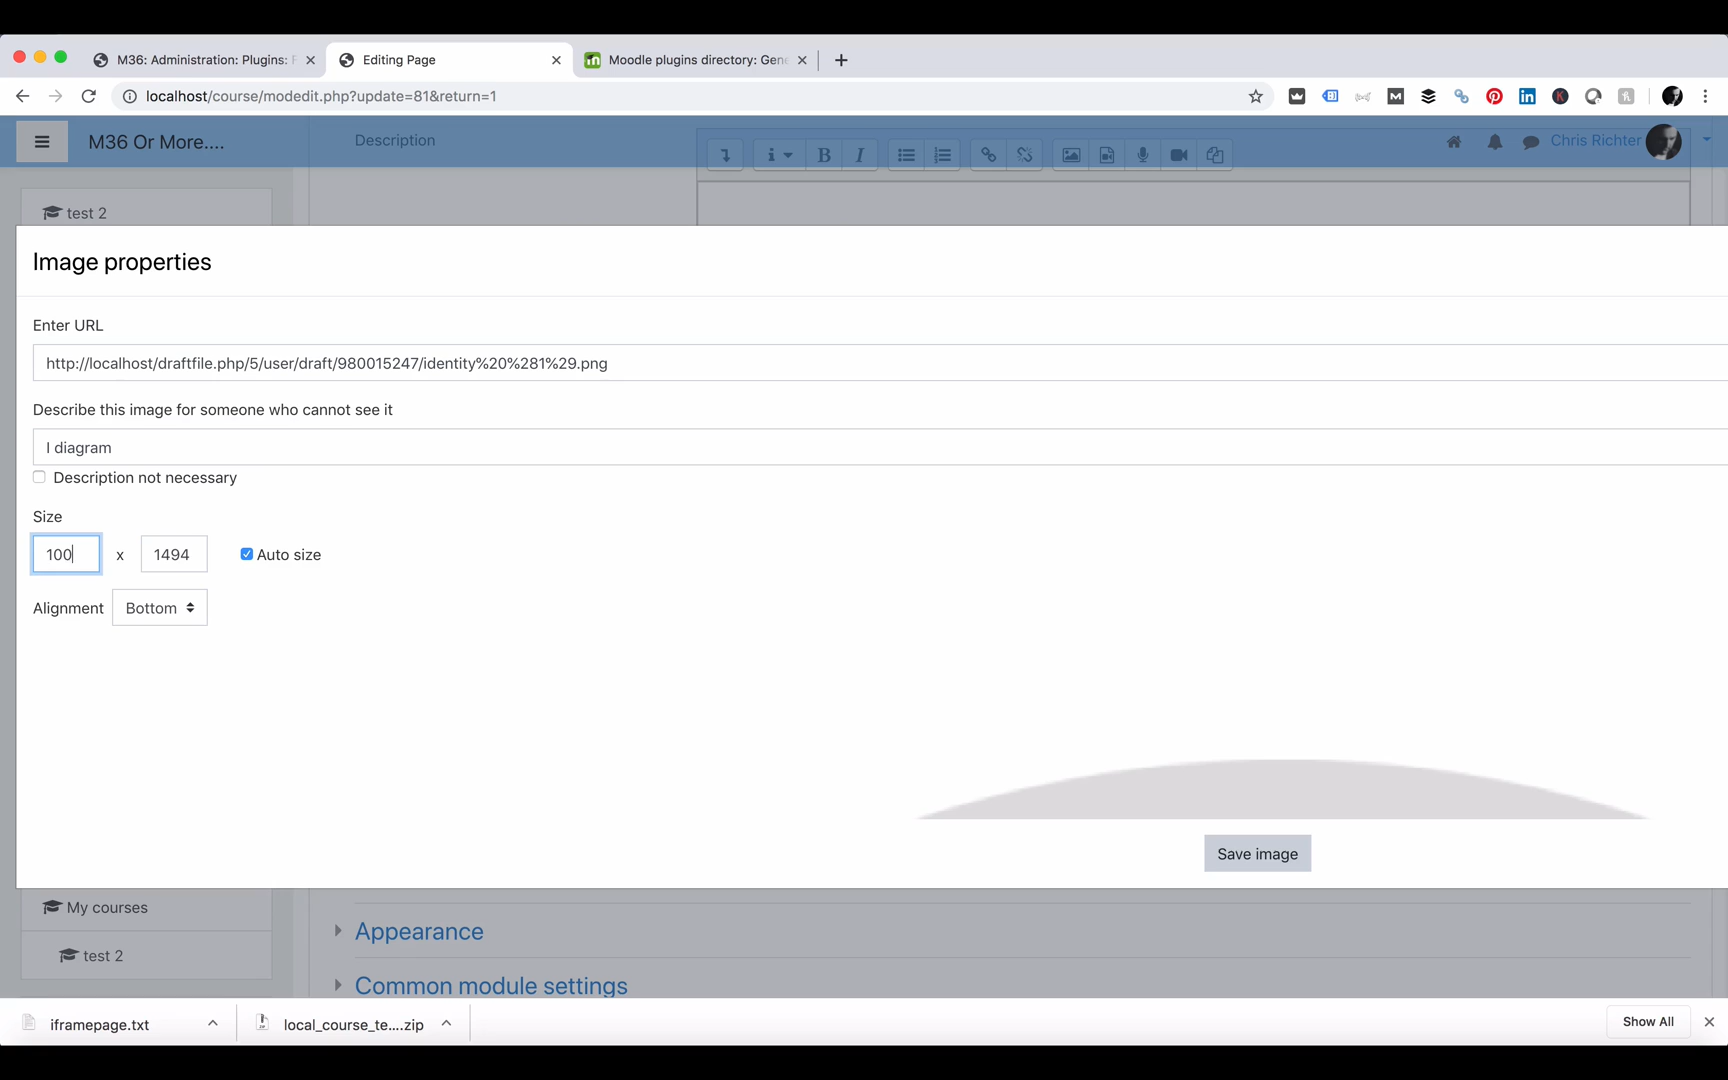 M36: Administration: Plugins:
Editing Page
Moodle plugins directory: Gene
localhost/course/modedit.php?update=81&return=1
M36 Or More....
Description
Chris Richter
test 2
Image properties
Enter URL
http://localhost/draftfile.php/5/user/draft/980015247/identity%20%281%29.png
Describe this image for someone who cannot see it
I diagram
Description not necessary
Size
100 x 1494 Auto size
Alignment Bottom
Save image
My courses
test 2
Appearance
Common module settings
iframepage.txt
local_course_te....zip
Show All